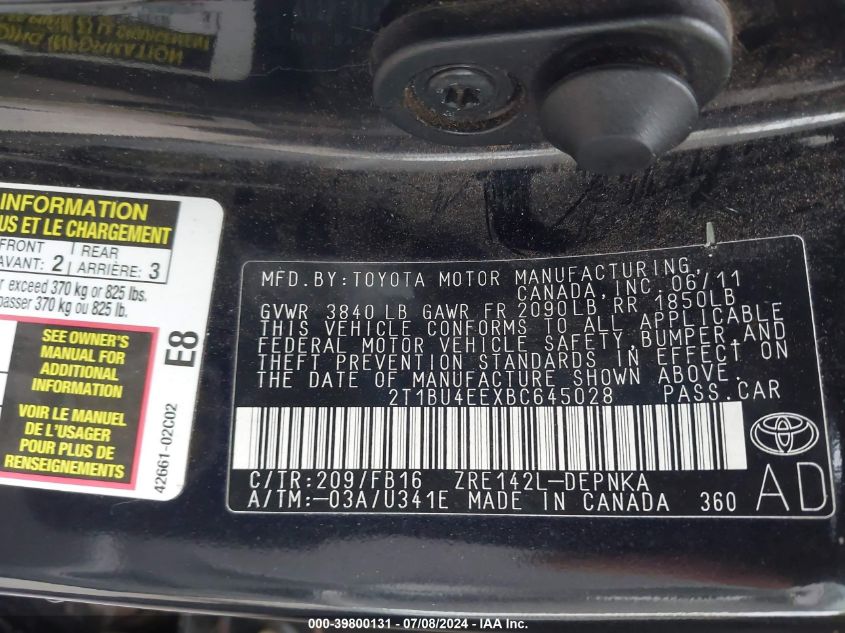 INFORMATION
US ET LE CHARGEMENT
FRONT
AVANT: 2
REAR
ARRIÈRE: 3
exceed 370 kg or 825 lbs.
passer 370 kg ou 825 lb.
SEE OWNER'S
MANUAL FOR
ADDITIONAL
INFORMATION
VOIR LE MANUEL
DE L'USAGER
POUR PLUS DE
RENSEIGNEMENTS
E8
42661-02C02
MFD. BY: TOYOTA MOTOR MANUFACTURING,
CANADA, INC. 06/11
GVWR 3840 LB GAWR FR 2090LB RR 1850LB
THIS VEHICLE CONFORMS TO ALL APPLICABLE
FEDERAL MOTOR VEHICLE SAFETY, BUMPER, AND
THEFT PREVENTION STANDARDS IN EFFECT ON
THE DATE OF MANUFACTURE SHOWN ABOVE.
2T1BU4EEXBC645028 PASS. CAR
C/TR: 209/FB16 ZRE142L-DEPNKA
A/TM: -03A/U341E MADE IN CANADA 360
AD
000-39800131 - 07/08/2024 - IAA Inc.